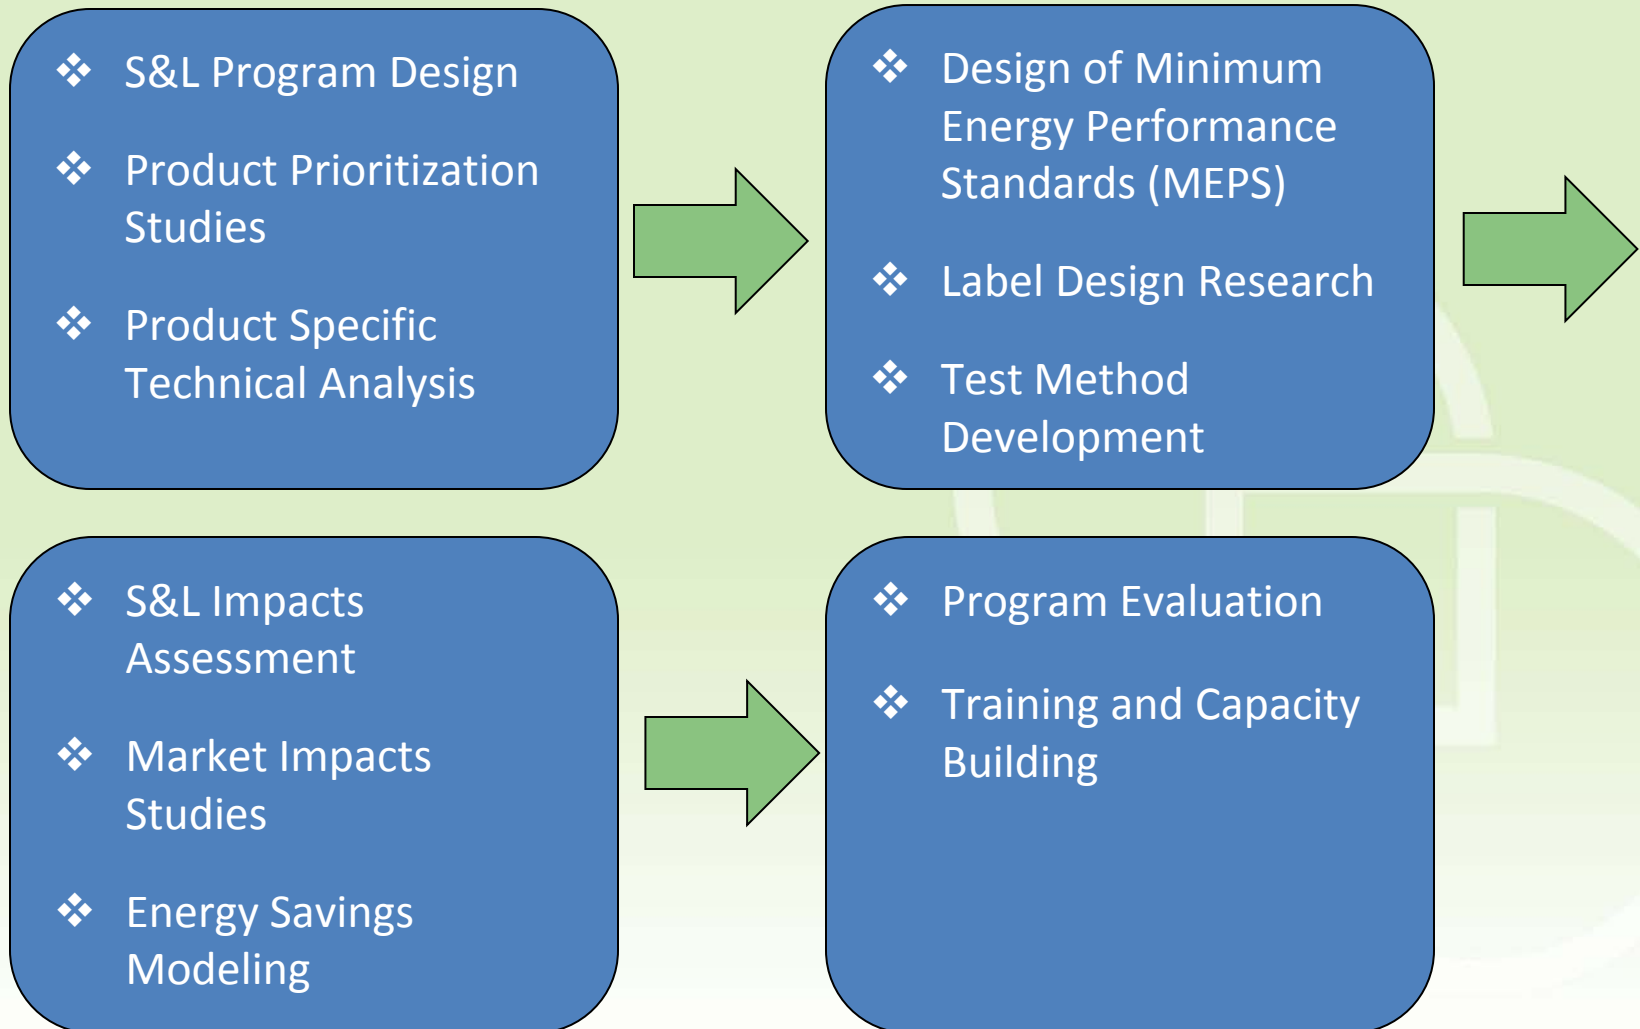 ❖ S&L Program Design
❖ Product Prioritization
Studies
❖ Product Specific
Technical Analysis
❖ Design of Minimum
Energy Performance
Standards (MEPS)
❖ Label Design Research
❖ Test Method
Development
❖ S&L Impacts
Assessment
❖ Market Impacts
Studies
❖ Energy Savings
Modeling
❖ Program Evaluation
❖ Training and Capacity
Building